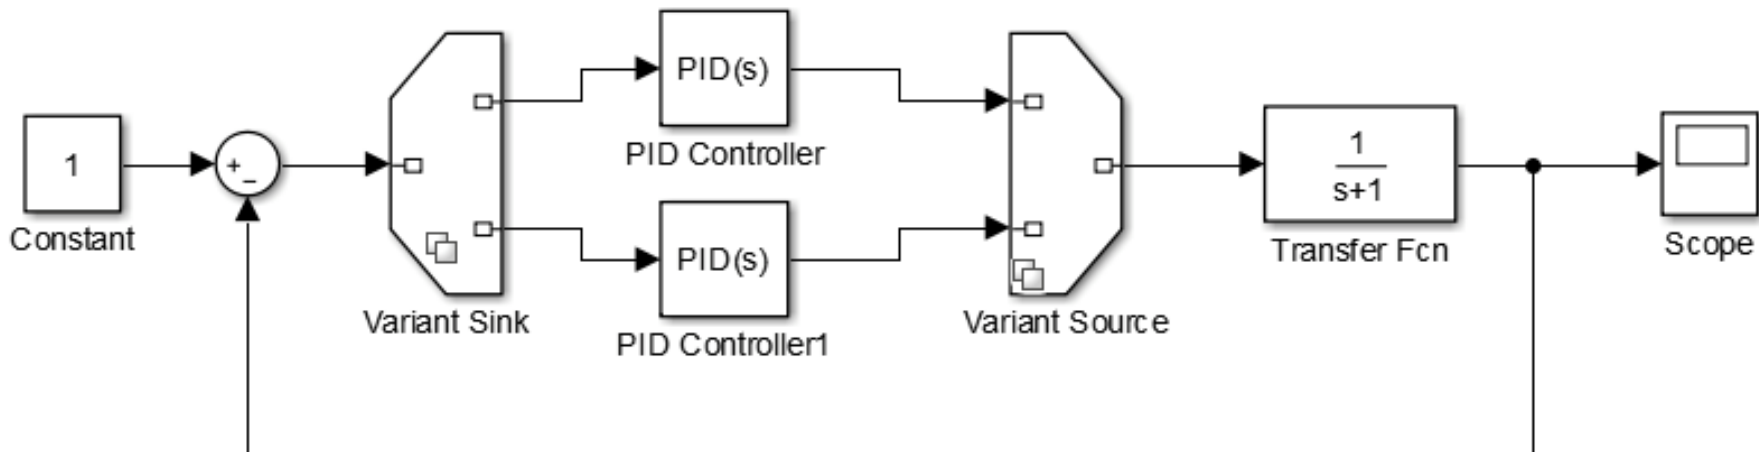 1
Constant
+
−
Variant Sink
PID(s)
PID Controller
PID(s)
PID Controller1
Variant Source
1
s+1
Transfer Fcn
Scope